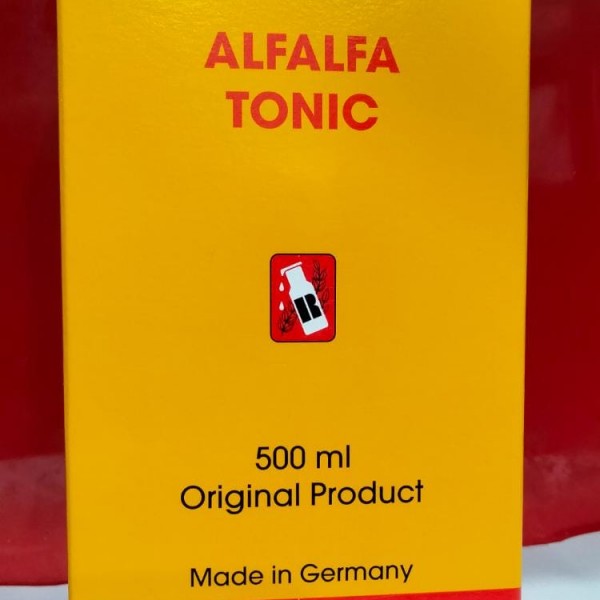 ALFALFA
TONIC
R
500 ml
Original Product
Made in Germany